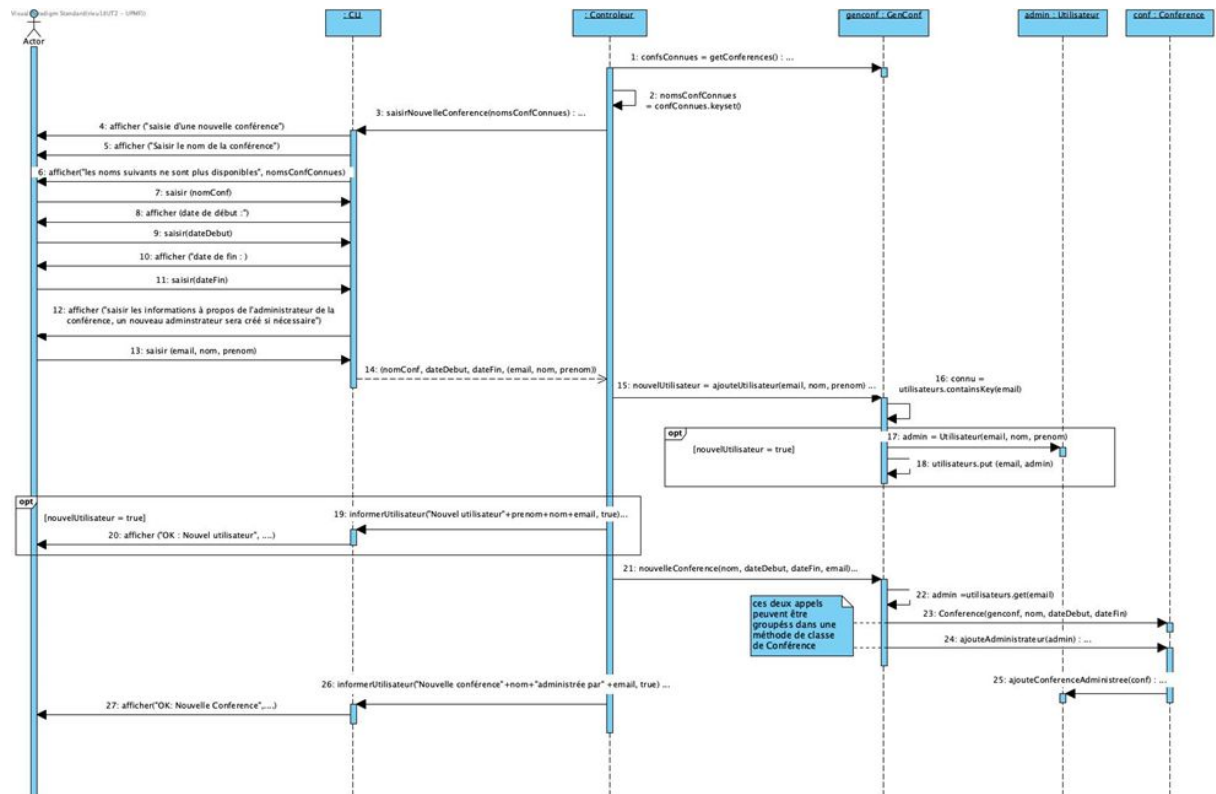 Visual Paradigm Standard(rieu1(IUT2 - UPMF))
Actor
: CLI
: Controleur
genconf : GenConf
admin : Utilisateur
conf : Conference
1: confsConnues = getConferences() : ...
2: nomsConfConnues
= confConnues.keyset()
3: saisirNouvelleConference(nomsConfConnues) : ...
4: afficher ("saisie d'une nouvelle conférence")
5: afficher ("Saisir le nom de la conférence")
6: afficher("les noms suivants ne sont plus disponibles", nomsConfConnues)
7: saisir (nomConf)
8: afficher (date de début :")
9: saisir(dateDebut)
10: afficher ("date de fin : )
11: saisir(dateFin)
12: afficher ("saisir les informations à propos de l'administrateur de la
conférence, un nouveau adminstrateur sera créé si nécessaire")
13: saisir (email, nom, prenom)
14: (nomConf, dateDebut, dateFin, (email, nom, prenom))
15: nouvelUtilisateur = ajouteUtilisateur(email, nom, prenom) ...
16: connu =
utilisateurs.containsKey(email)
opt
[nouvelUtilisateur = true]
17: admin = Utilisateur(email, nom, prenom)
18: utilisateurs.put (email, admin)
opt
[nouvelUtilisateur = true]
19: informerUtilisateur("Nouvel utilisateur"+prenom+nom+email, true)...
20: afficher ("OK : Nouvel utilisateur", ....)
21: nouvelleConference(nom, dateDebut, dateFin, email)...
22: admin =utilisateurs.get(email)
ces deux appels
peuvent être
groupéss dans une
méthode de classe
de Conférence
23: Conference(genconf, nom, dateDebut, dateFin)
24: ajouteAdministrateur(admin) : ...
25: ajouteConferenceAdministree(conf) : ...
26: informerUtilisateur("Nouvelle conférence"+nom+"administrée par" +email, true) ...
27: afficher("OK: Nouvelle Conference",....)